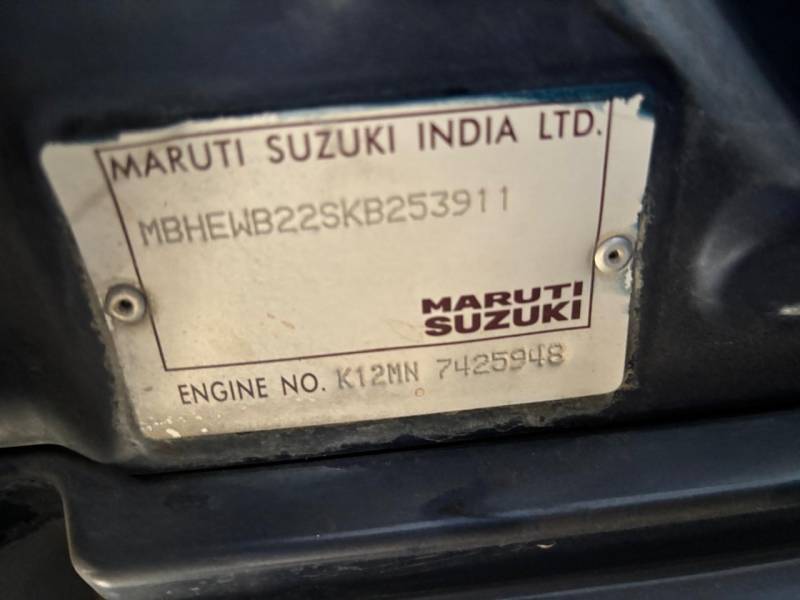 MARUTI SUZUKI INDIA LTD.
MBHEWB22SKB253911
MARUTI
SUZUKI
ENGINE NO. K12MN 7425948